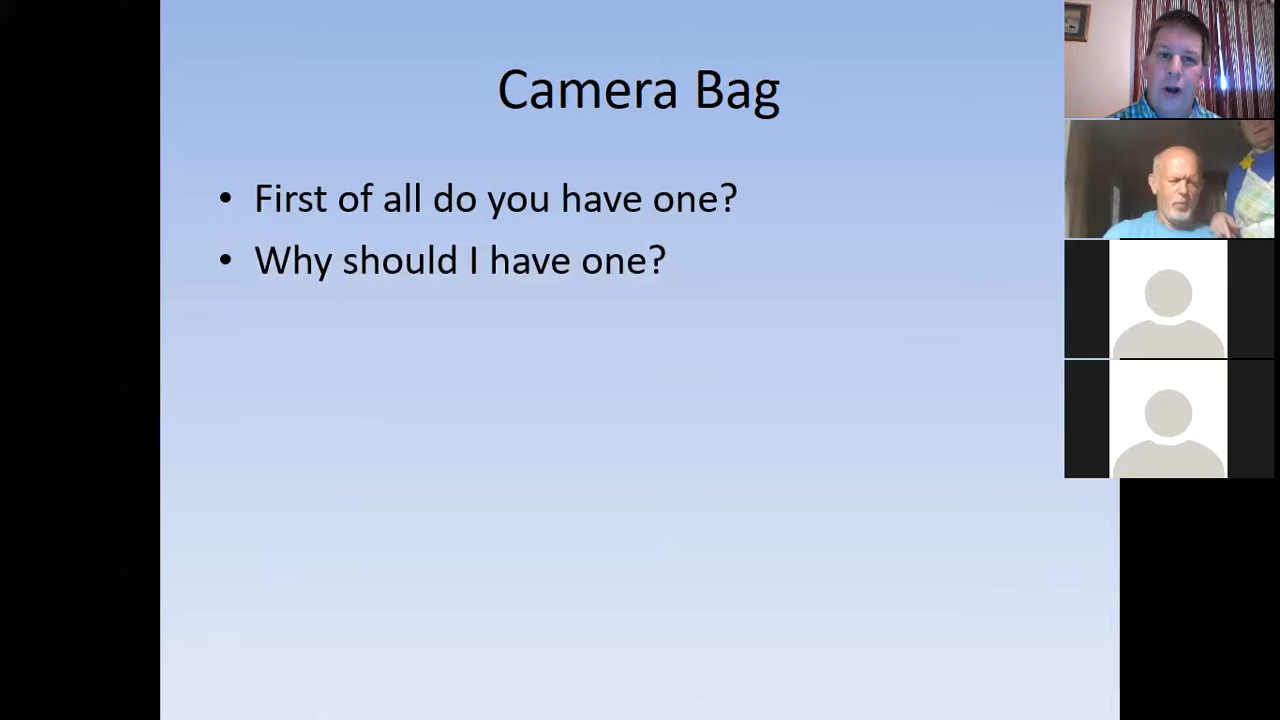 Camera Bag
• First of all do you have one?
• Why should I have one?